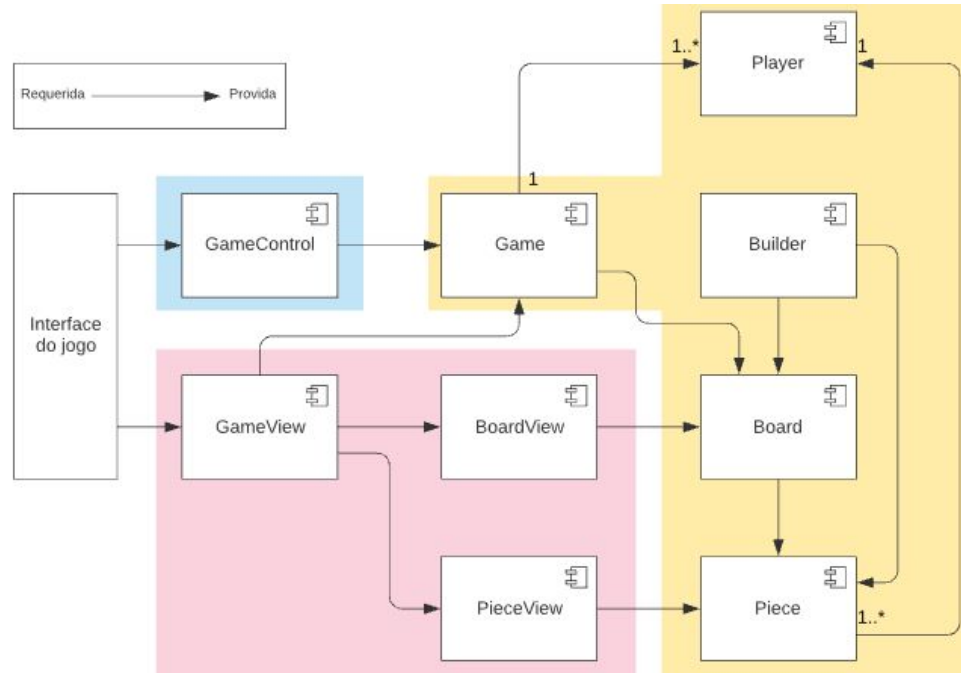 1..*
Player
1
Requerida
Provida
1
GameControl
Game
Builder
Interface
do jogo
GameView
BoardView
Board
PieceView
Piece
1..*